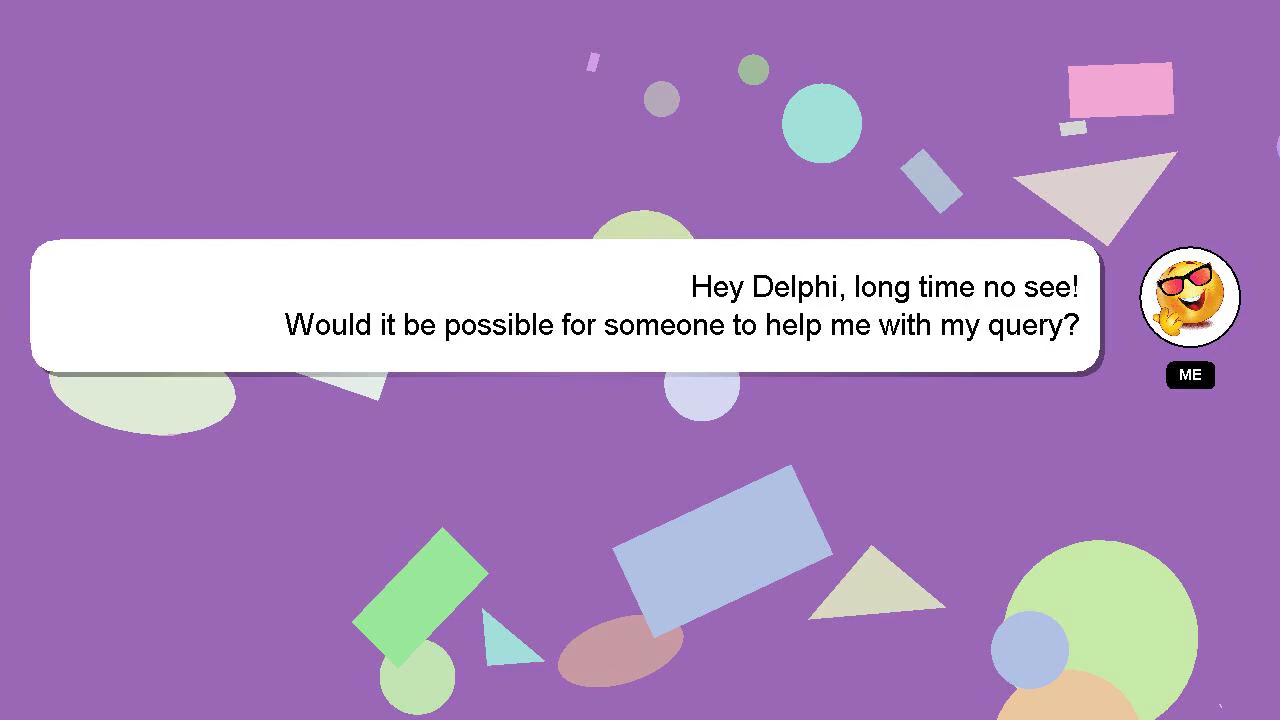 Hey Delphi, long time no see!
Would it be possible for someone to help me with my query?
ME